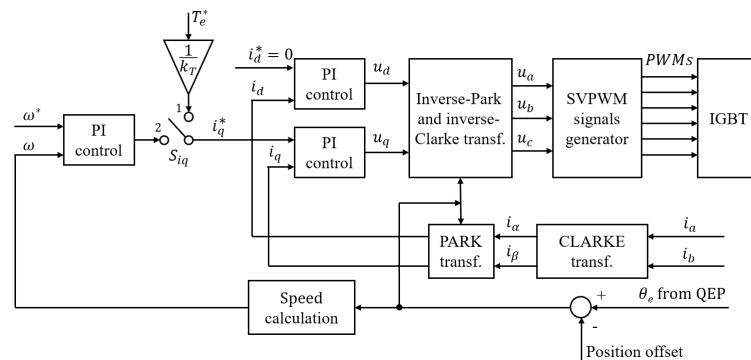 T_e^*
1
k_T
i_d^* = 0
i_d
PI
control
u_d
Inverse-Park
and inverse-
Clarke transf.
u_a
u_b
u_c
SVPWM
signals
generator
PWMs
IGBT
ω*
ω
PI
control
2
1
S_iq
i_q^*
i_q
PI
control
u_q
PARK
transf.
i_α
i_β
CLARKE
transf.
i_a
i_b
Speed
calculation
+
θ_e from QEP
-
Position offset